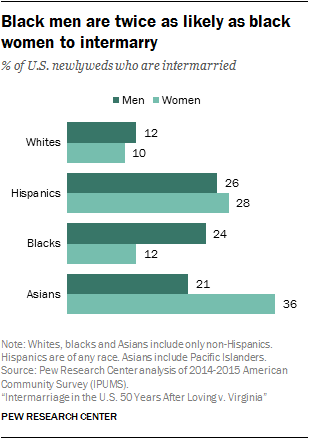 Black men are twice as likely as black
women to intermarry
% of U.S. newlyweds who are intermarried
Men Women
Whites 12
10
Hispanics 26
28
Blacks 24
12
Asians 21
36
Note: Whites, blacks and Asians include only non-Hispanics.
Hispanics are of any race. Asians include Pacific Islanders.
Source: Pew Research Center analysis of 2014-2015 American
Community Survey (IPUMS).
“Intermarriage in the U.S. 50 Years After Loving v. Virginia”
PEW RESEARCH CENTER